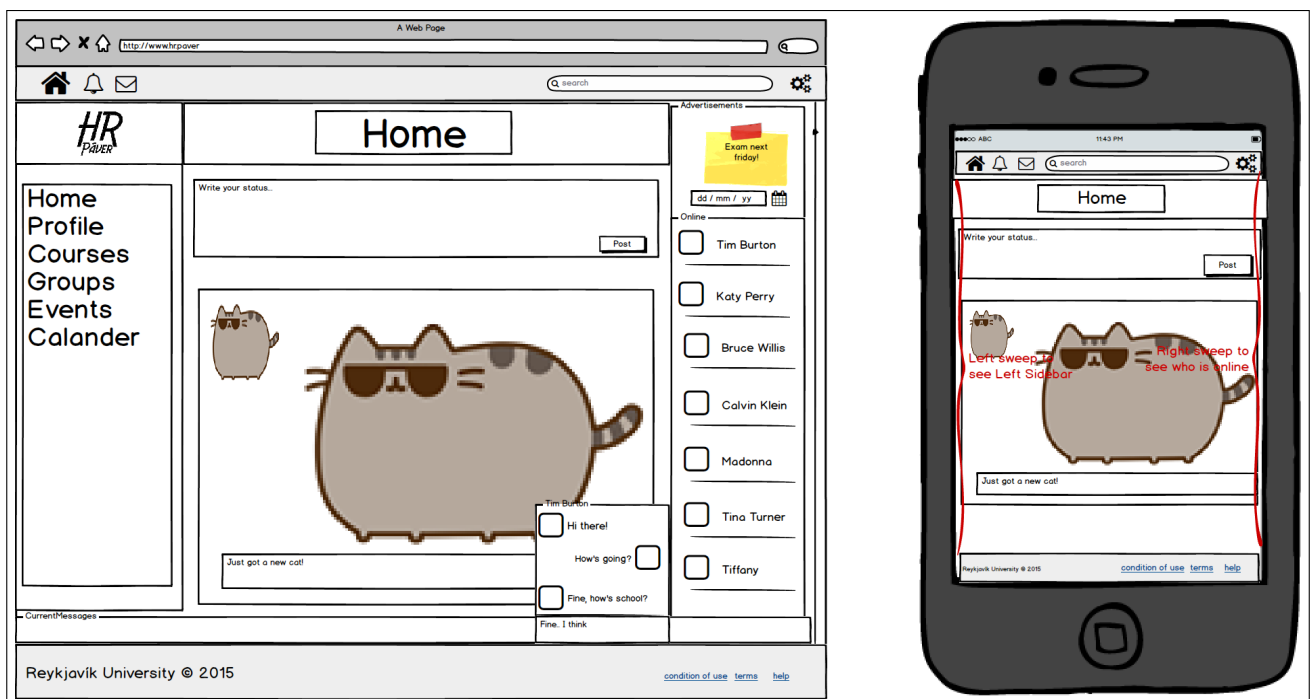 A Web Page
http://www.hrpaver
search
HR
PÁVER
Home
Home
Profile
Courses
Groups
Events
Calander
Write your status..
Post
Just got a new cat!
Advertisements
Exam next
friday!
dd / mm / yy
Online
Tim Burton
Katy Perry
Bruce Willis
Calvin Klein
Madonna
Tina Turner
Tiffany
Tim Burton
Hi there!
How's going?
Fine, how's school?
Fine.. I think
CurrentMessages
Reykjavík University © 2015
condition of use terms help
ABC 11:43 PM
search
Home
Write your status..
Post
Left sweep to
see Left Sidebar
Right sweep to
see who is online
Just got a new cat!
Reykjavik University © 2015
condition of use terms help